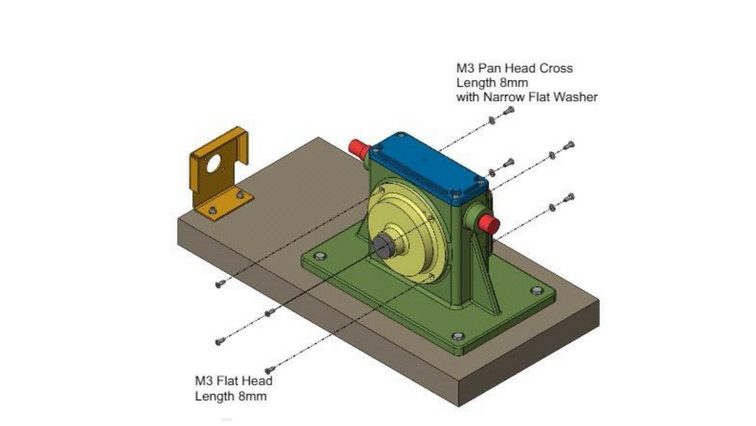 M3 Pan Head Cross
Length 8mm
with Narrow Flat Washer
M3 Flat Head
Length 8mm